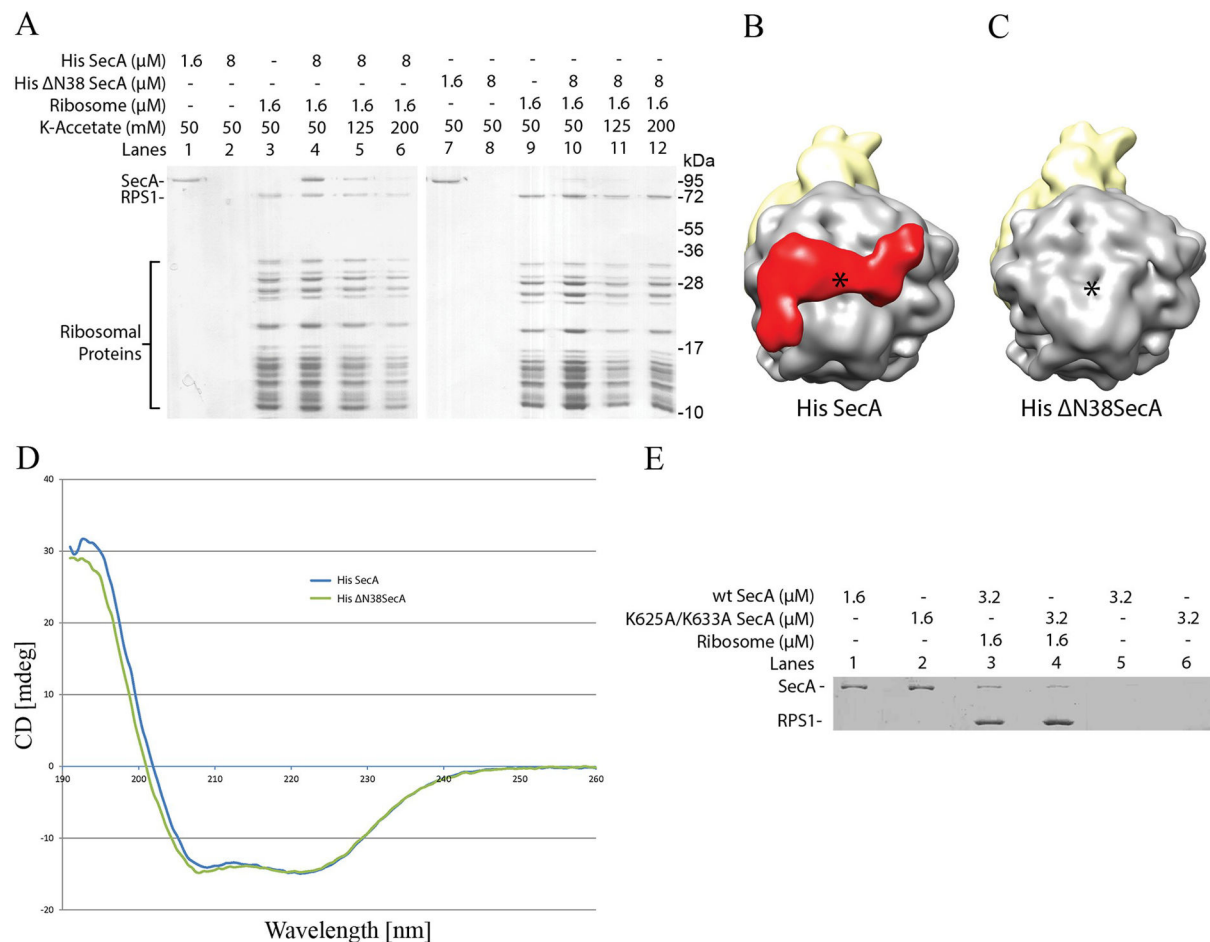 A
His SecA (µM) 1.6 8 - 8 8 8 - - - - - -
His ΔN38 SecA (µM) - - - - - - 1.6 8 - 8 8 8
Ribosome (µM) - - 1.6 1.6 1.6 1.6 - - 1.6 1.6 1.6 1.6
K-Accetate (mM) 50 50 50 50 125 200 50 50 50 50 125 200
Lanes 1 2 3 4 5 6 7 8 9 10 11 12
kDa
SecA-
RPS1-
Ribosomal
Proteins
-95
-72
-55
-36
-28
-17
-10
B
*
His SecA
C
*
His ΔN38SecA
D
40
30
20
10
0
-10
-20
190 200 210 220 230 240 250 260
CD [mdeg]
Wavelength [nm]
His SecA
His ΔN38SecA
E
wt SecA (µM) 1.6 - 3.2 - 3.2 -
K625A/K633A SecA (µM) - 1.6 - 3.2 - 3.2
Ribosome (µM) - - 1.6 1.6 - -
Lanes 1 2 3 4 5 6
SecA -
RPS1-